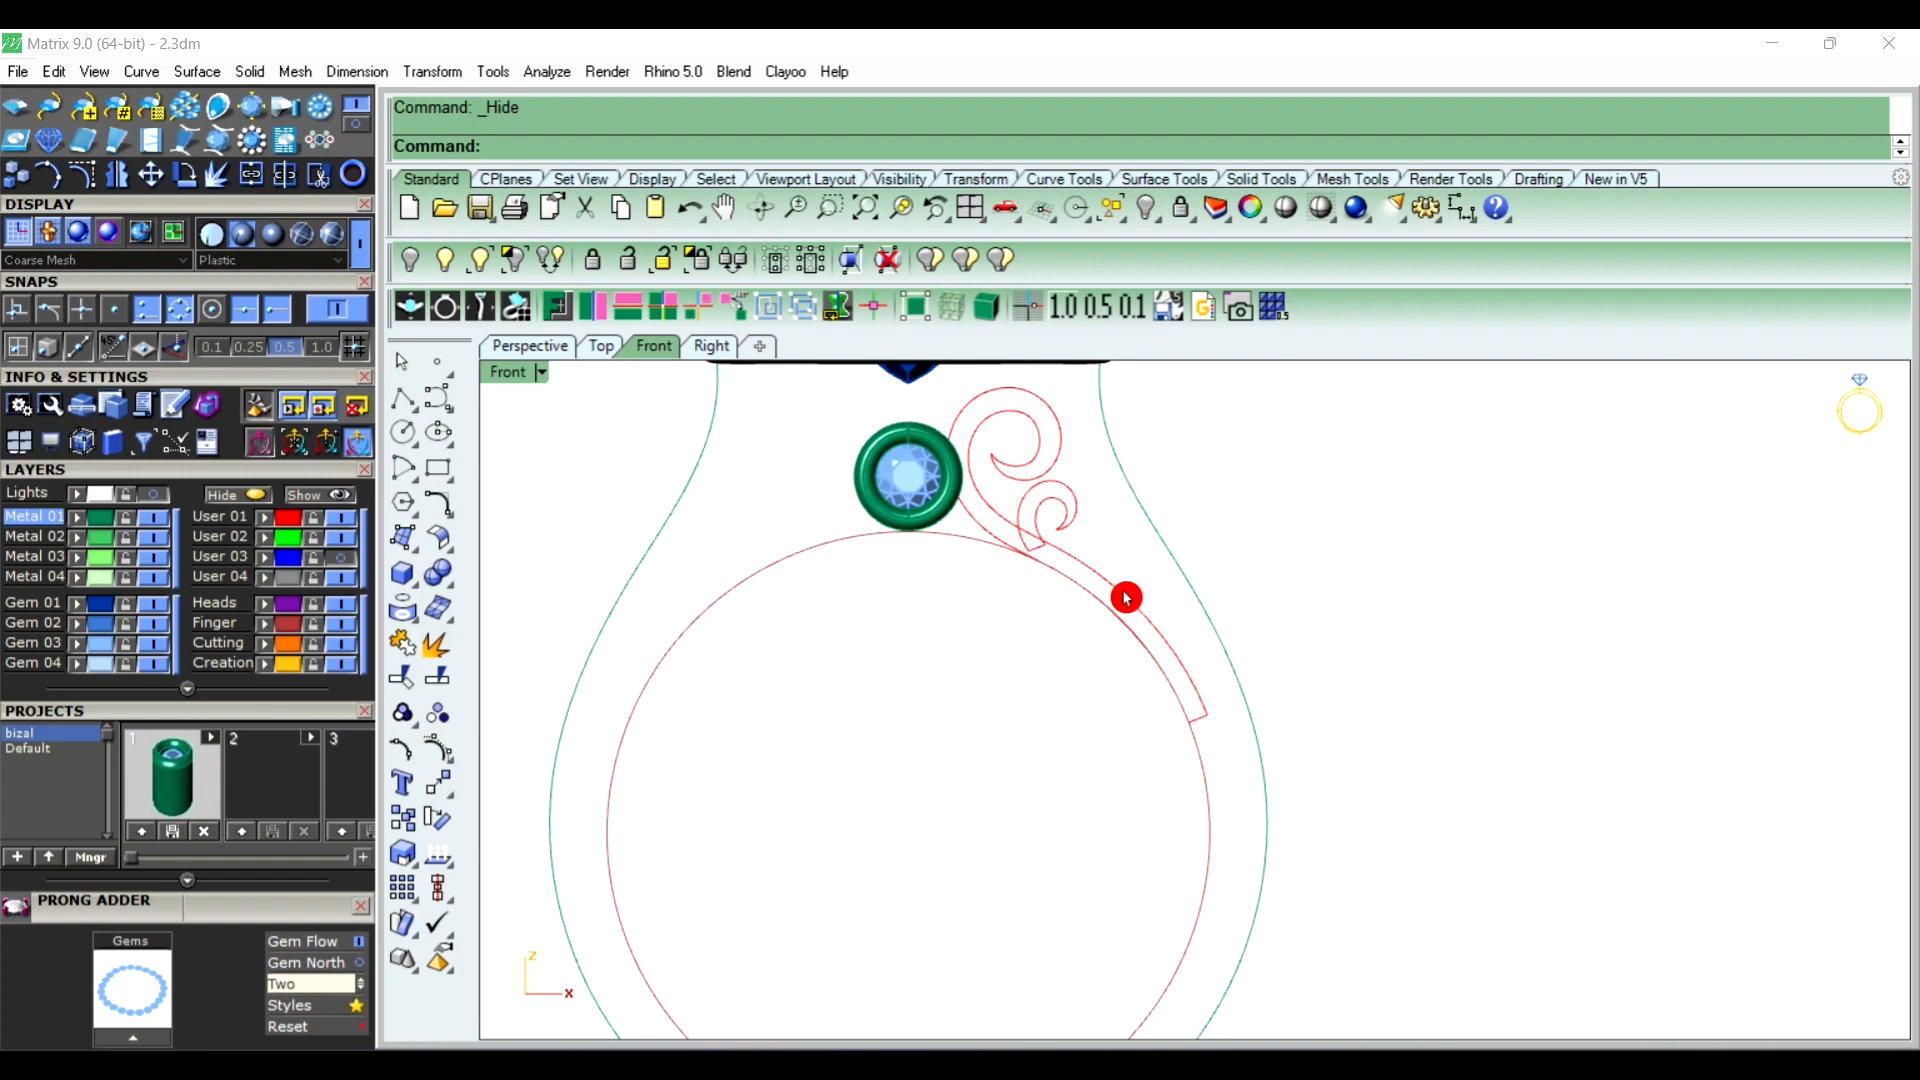 Matrix 9.0 (64-bit) - 2.3dm
File Edit View Curve Surface Solid Mesh Dimension Transform Tools Analyze Render Rhino 5.0 Blend Clayoo Help
Command: _Hide
Command:
Standard CPlanes Set View Display Select Viewport Layout Visibility Transform Curve Tools Surface Tools Solid Tools Mesh Tools Render Tools Drafting New in V5
DISPLAY
Coarse Mesh Plastic
SNAPS
0.1 0.25 0.5 1.0
1.0 0.5 0.1
INFO & SETTINGS
Perspective Top Front Right
Front
LAYERS
Lights Hide Show
Metal 01 User 01
Metal 02 User 02
Metal 03 User 03
Metal 04 User 04
Gem 01 Heads
Gem 02 Finger
Gem 03 Cutting
Gem 04 Creation
PROJECTS
bizal
Default
1 2 3
Mngr
PRONG ADDER
Gems
Gem Flow
Gem North
Two
Styles
Reset
z
x